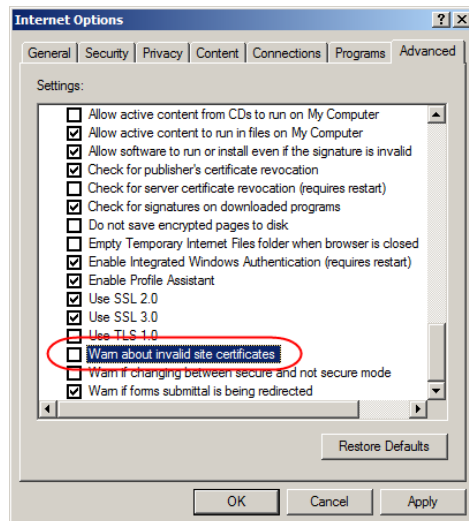 Internet Options
General Security Privacy Content Connections Programs Advanced
Settings:
Allow active content from CDs to run on My Computer
Allow active content to run in files on My Computer
Allow software to run or install even if the signature is invalid
Check for publisher's certificate revocation
Check for server certificate revocation (requires restart)
Check for signatures on downloaded programs
Do not save encrypted pages to disk
Empty Temporary Internet Files folder when browser is closed
Enable Integrated Windows Authentication (requires restart)
Enable Profile Assistant
Use SSL 2.0
Use SSL 3.0
Use TLS 1.0
Warn about invalid site certificates
Warn if changing between secure and not secure mode
Warn if forms submittal is being redirected
Restore Defaults
OK Cancel Apply